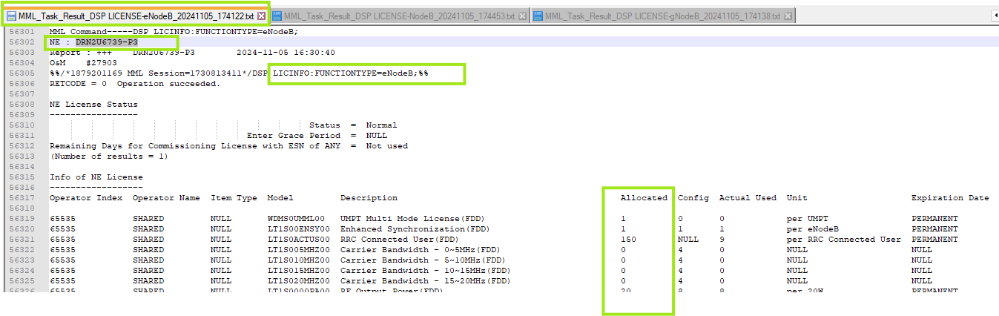 MML_Task_Result_DSP LICENSE-eNodeB_20241105_174122.txt MML_Task_Result_DSP LICENSE-NodeB_20241105_174453.txt MML_Task_Result_DSP LICENSE-gNodeB_20241105_174138.txt
56301 MML Command-----DSP LICINFO:FUNCTIONTYPE=eNodeB;
56302 NE : DRN2U6739-P3
56303 Report : +++ DRN2U6739-P3 2024-11-05 16:30:40
56304 O&M #27903
56305 %%/*1879201169 MML Session=1730813411*/DSP LICINFO:FUNCTIONTYPE=eNodeB;%%
56306 RETCODE = 0 Operation succeeded.
56307
56308 NE License Status
56309 -----------------
56310 Status = Normal
56311 Enter Grace Period = NULL
56312 Remaining Days for Commissioning License with ESN of ANY = Not used
56313 (Number of results = 1)
56314
56315 Info of NE License
56316 ------------------
56317 Operator Index Operator Name Item Type Model Description Allocated Config Actual Used Unit Expiration Date
56318
56319 65535 SHARED NULL WDMS0UMML00 UMPT Multi Mode License(FDD) 1 0 0 per UMPT PERMANENT
56320 65535 SHARED NULL LT1S00ENSY00 Enhanced Synchronization(FDD) 1 1 1 per eNodeB PERMANENT
56321 65535 SHARED NULL LT1S0ACTUS00 RRC Connected User(FDD) 150 NULL 9 per RRC Connected User PERMANENT
56322 65535 SHARED NULL LT1S005MHZ00 Carrier Bandwidth - 0~5MHz(FDD) 0 4 0 NULL NULL
56323 65535 SHARED NULL LT1S010MHZ00 Carrier Bandwidth - 5~10MHz(FDD) 0 4 0 NULL NULL
56324 65535 SHARED NULL LT1S015MHZ00 Carrier Bandwidth - 10~15MHz(FDD) 0 4 0 NULL NULL
56325 65535 SHARED NULL LT1S020MHZ00 Carrier Bandwidth - 15~20MHz(FDD) 0 4 0 NULL NULL
56326 65535 SHARED NULL LT1S0000PA00 RF Output Power(FDD) 20 8 8 per 20W PERMANENT